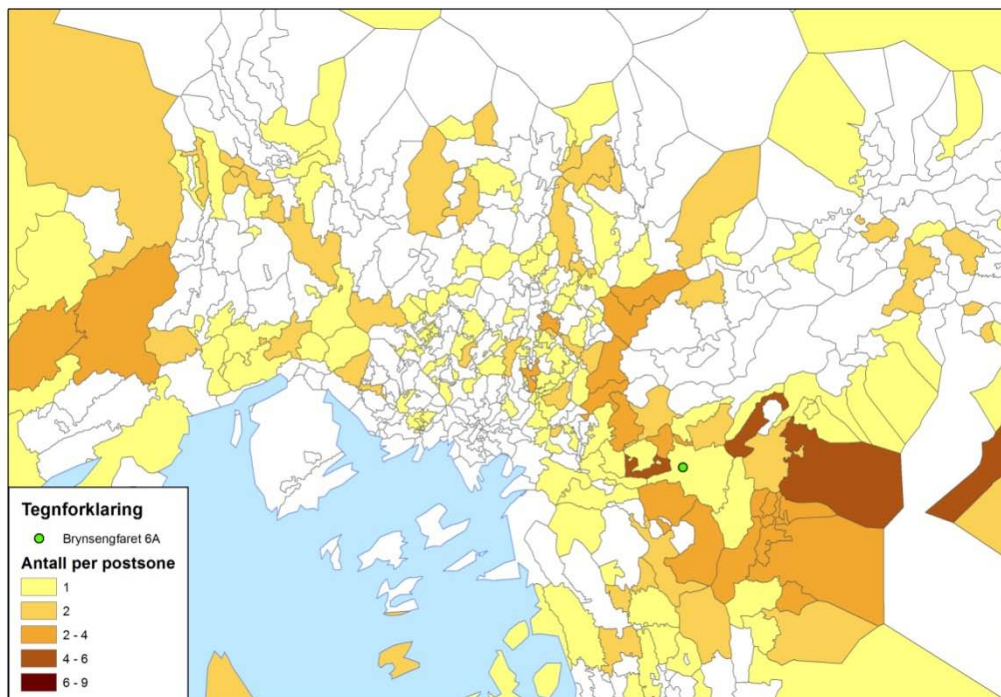 Tegnforklaring
Brynsengfaret 6A
Antall per postsone
1
2
2 - 4
4 - 6
6 - 9